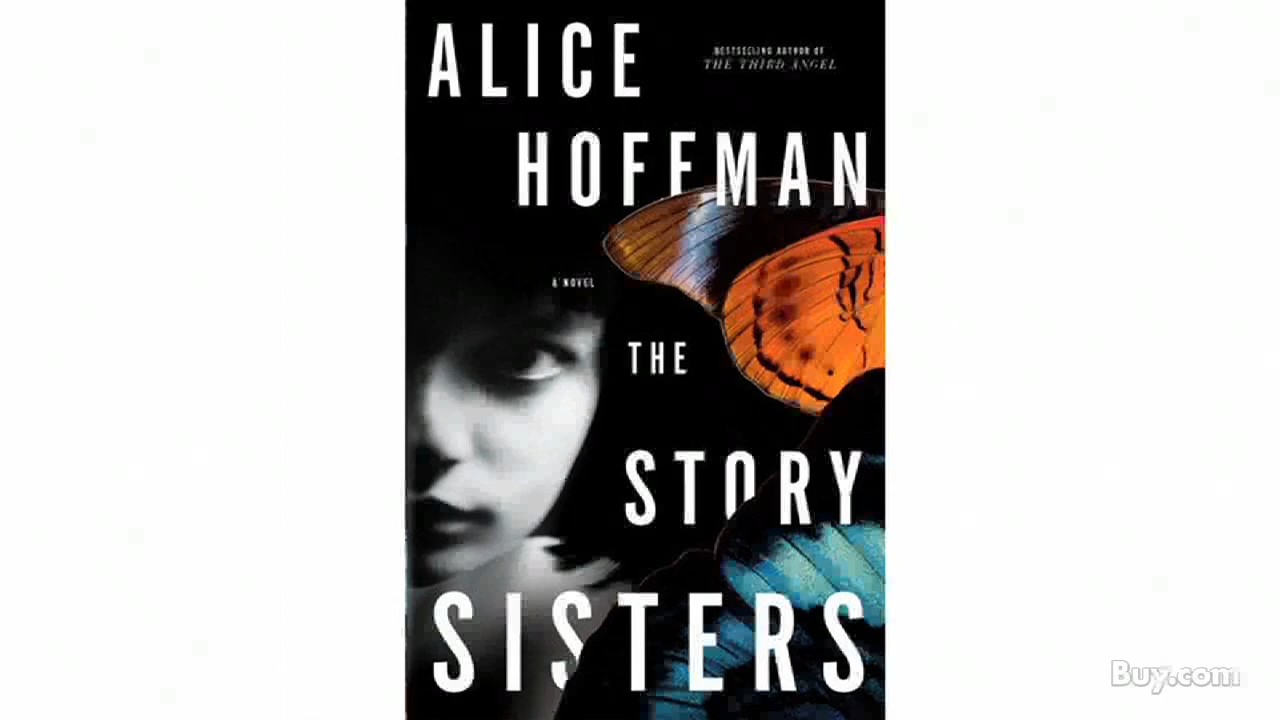 ALICE
BESTSELLING AUTHOR OF
THE THIRD ANGEL
HOFFMAN
A NOVEL
THE
STORY
SISTERS
Buy.com